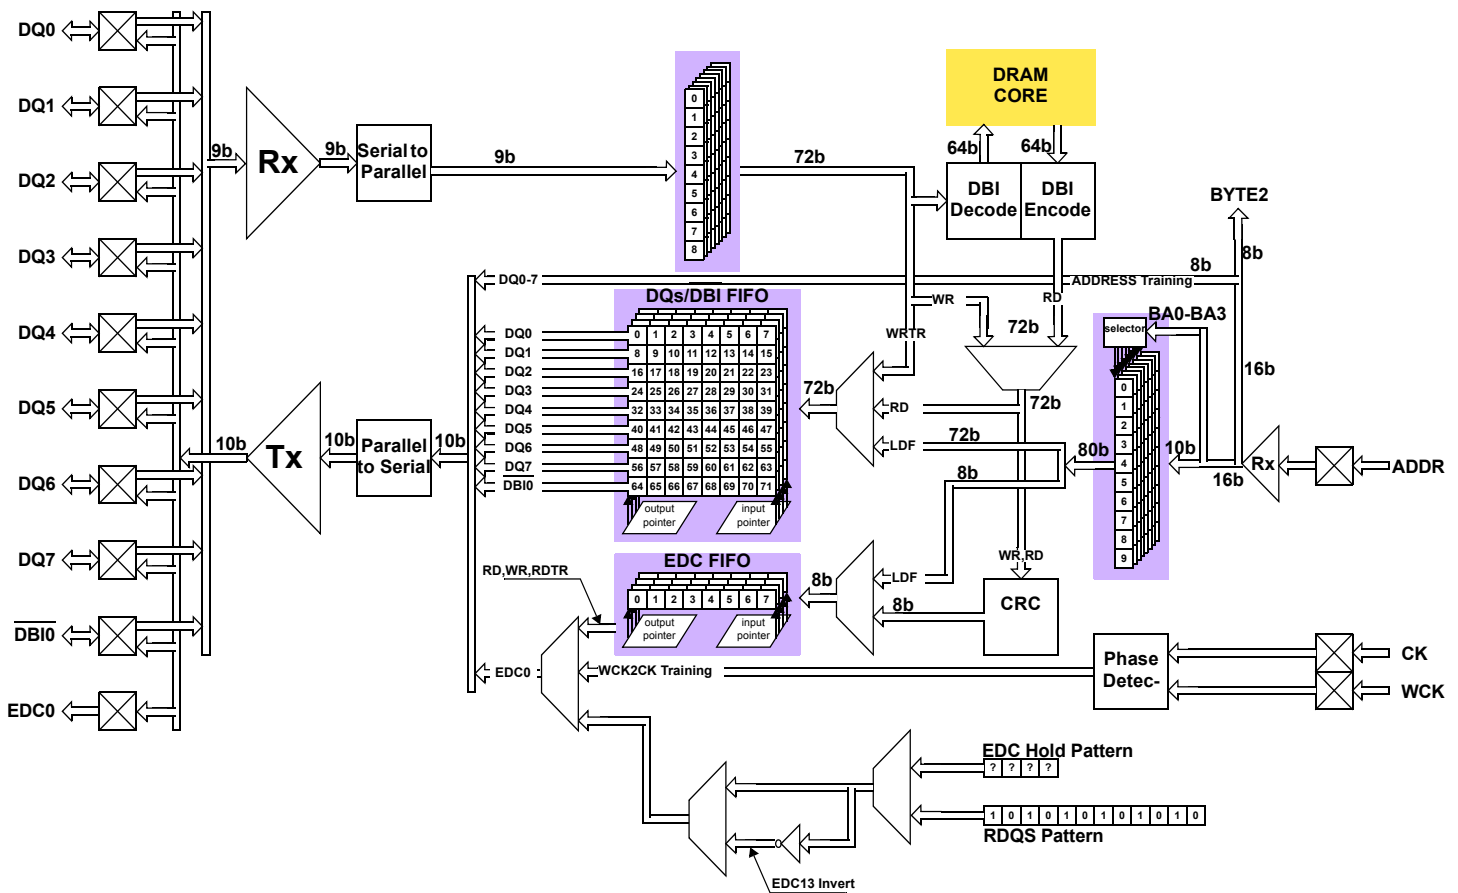 DQ0
DQ1
DQ2
DQ3
DQ4
DQ5
DQ6
DQ7
DBI0
EDC0
9b
Rx
9b
Serial to
Parallel
9b
0
1
2
3
4
5
6
7
8
72b
DRAM
CORE
64b
64b
DBI
Decode
DBI
Encode
BYTE2
8b
8b
ADDRESS Training
DQ0-7
WR
RD
WRTR
72b
72b
DQs/DBI FIFO
DQ0
DQ1
DQ2
DQ3
DQ4
DQ5
DQ6
DQ7
DBI0
0 1 2 3 4 5 6 7
8 9 10 11 12 13 14 15
16 17 18 19 20 21 22 23
24 25 26 27 28 29 30 31
32 33 34 35 36 37 38 39
40 41 42 43 44 45 46 47
48 49 50 51 52 53 54 55
56 57 58 59 60 61 62 63
64 65 66 67 68 69 70 71
output
pointer
input
pointer
72b
RD
LDF
72b
8b
80b
selector
BA0-BA3
0
1
2
3
4
5
6
7
8
9
16b
10b
16b
Rx
ADDR
10b
Tx
10b
Parallel
to Serial
10b
EDC FIFO
0 1 2 3 4 5 6 7
output
pointer
input
pointer
RD,WR,RDTR
8b
LDF
8b
WR,RD
CRC
EDC0
WCK2CK Training
Phase
Detec-
CK
WCK
EDC Hold Pattern
? ? ? ?
1 0 1 0 1 0 1 0 1 0 1 0
RDQS Pattern
EDC13 Invert